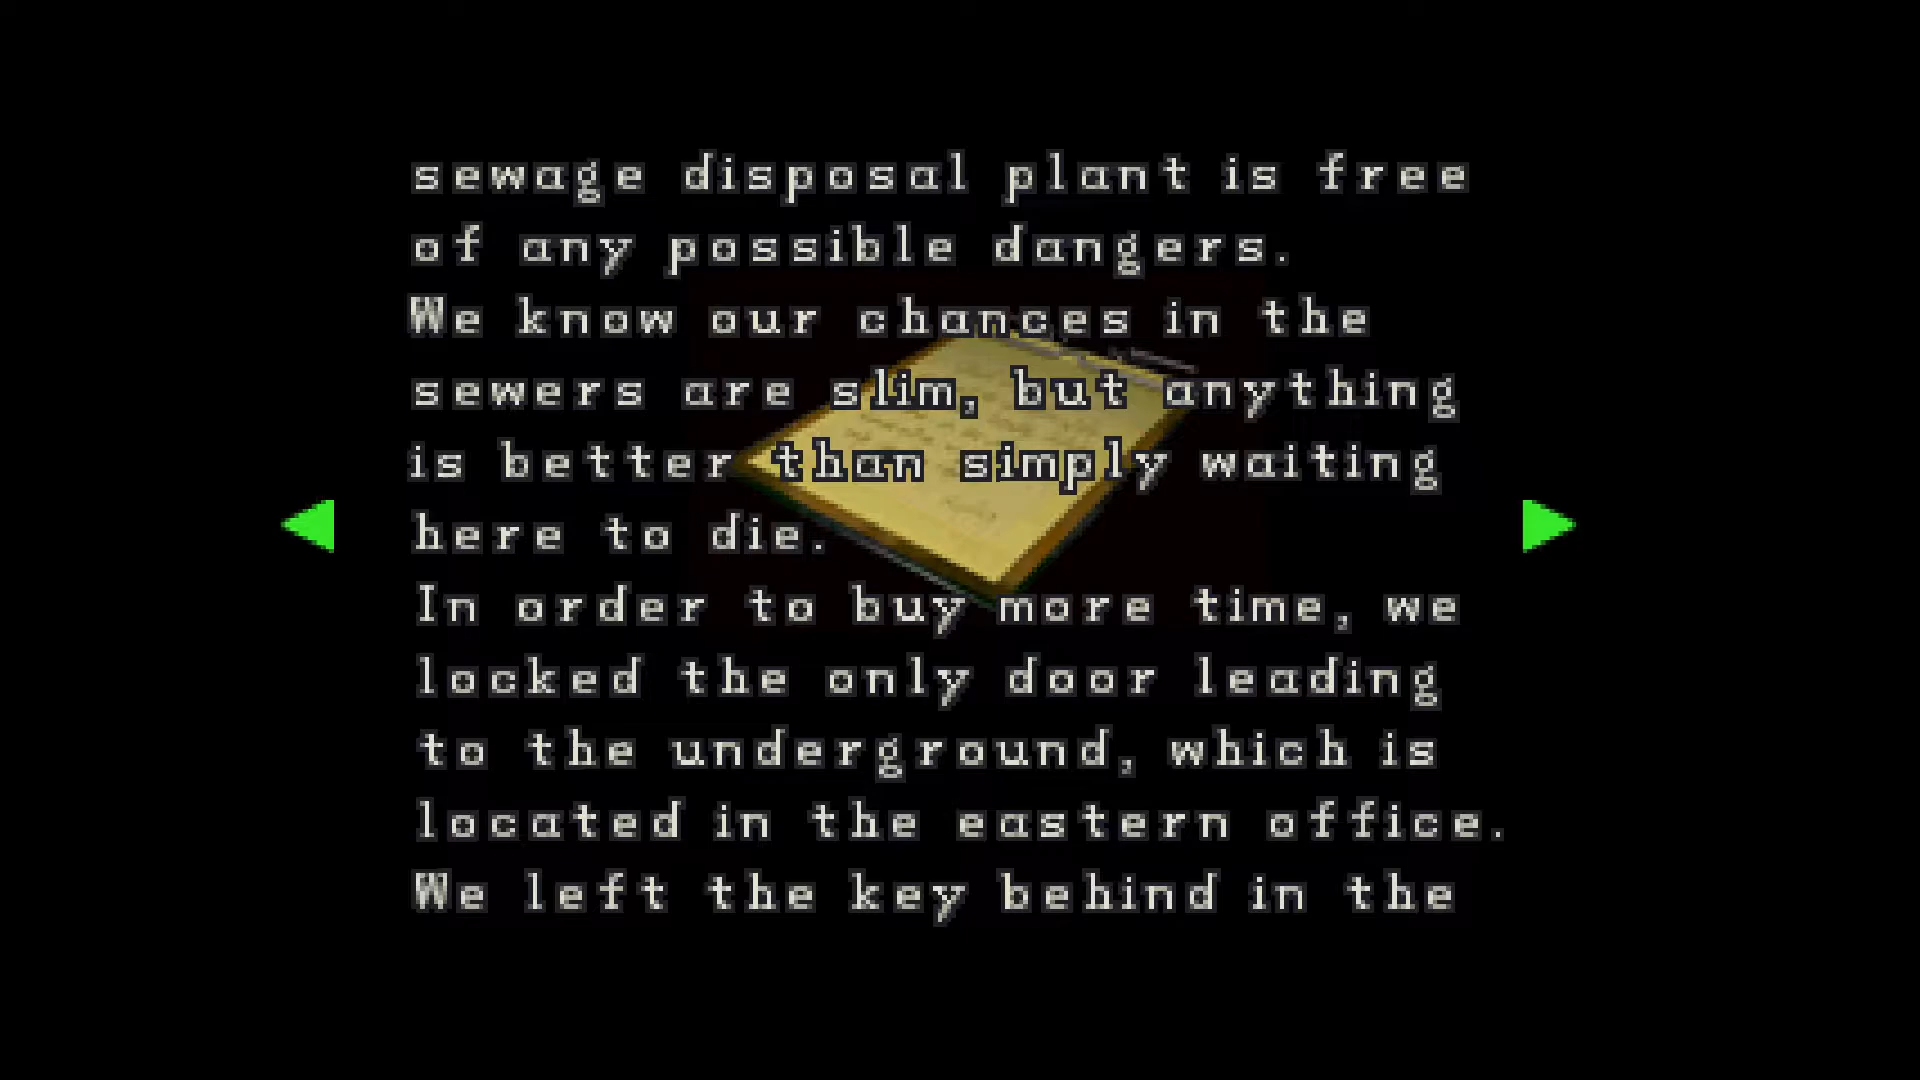 sewage disposal plant is free
of any possible dangers.
We know our chances in the
sewers are slim, but anything
is better than simply waiting
here to die.
In order to buy more time, we
locked the only door leading
to the underground, which is
located in the eastern office.
We left the key behind in the